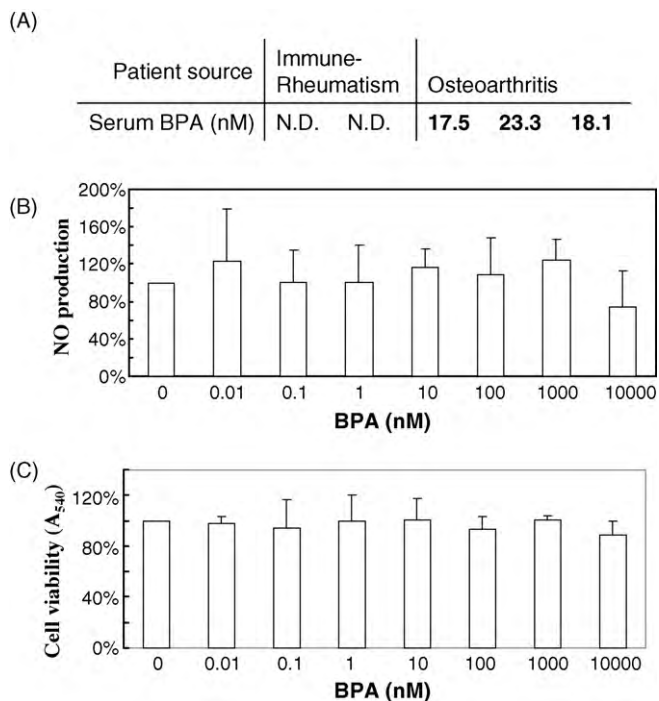 (A)
Patient source Immune-Rheumatism Osteoarthritis
Serum BPA (nM) N.D. N.D. 17.5 23.3 18.1
(B)
NO production
200%
160%
120%
80%
40%
0%
0 0.01 0.1 1 10 100 1000 10000
BPA (nM)
(C)
Cell viability (A540)
120%
80%
40%
0%
0 0.01 0.1 1 10 100 1000 10000
BPA (nM)